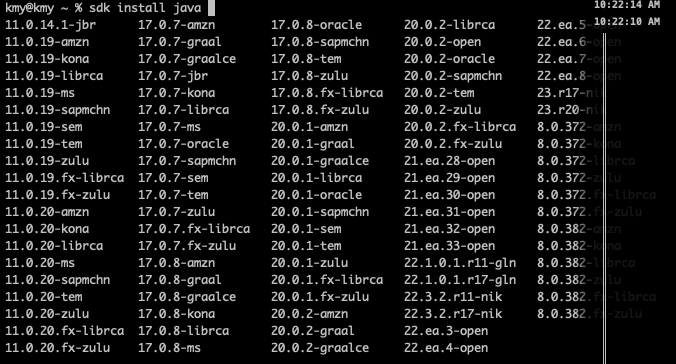 kmy@kmy ~ % sdk install java 10:22:14 AM
11.0.14.1-jbr 17.0.7-amzn 17.0.8-oracle 20.0.2-librca 22.ea.5-open 10:22:10 AM
11.0.19-amzn 17.0.7-graal 17.0.8-sapmchn 20.0.2-open 22.ea.6-open
11.0.19-kona 17.0.7-graalce 17.0.8-tem 20.0.2-oracle 22.ea.7-open
11.0.19-librca 17.0.7-jbr 17.0.8-zulu 20.0.2-sapmchn 22.ea.8-open
11.0.19-ms 17.0.7-kona 17.0.8.fx-librca 20.0.2-tem 23.r17-nik
11.0.19-sapmchn 17.0.7-librca 17.0.8.fx-zulu 20.0.2-zulu 23.r20-nik
11.0.19-sem 17.0.7-ms 20.0.1-amzn 20.0.2.fx-librca 8.0.372-amzn
11.0.19-tem 17.0.7-oracle 20.0.1-graal 20.0.2.fx-zulu 8.0.372-kona
11.0.19-zulu 17.0.7-sapmchn 20.0.1-graalce 21.ea.28-open 8.0.372-librca
11.0.19.fx-librca 17.0.7-sem 20.0.1-librca 21.ea.29-open 8.0.372-zulu
11.0.19.fx-zulu 17.0.7-tem 20.0.1-oracle 21.ea.30-open 8.0.372.fx-librca
11.0.20-amzn 17.0.7-zulu 20.0.1-sapmchn 21.ea.31-open 8.0.372.fx-zulu
11.0.20-kona 17.0.7.fx-librca 20.0.1-sem 21.ea.32-open 8.0.382-amzn
11.0.20-librca 17.0.7.fx-zulu 20.0.1-tem 21.ea.33-open 8.0.382-kona
11.0.20-ms 17.0.8-amzn 20.0.1-zulu 22.1.0.1.r11-gln 8.0.382-librca
11.0.20-sapmchn 17.0.8-graal 20.0.1.fx-librca 22.1.0.1.r17-gln 8.0.382-zulu
11.0.20-tem 17.0.8-graalce 20.0.1.fx-zulu 22.3.2.r11-nik 8.0.382.fx-librca
11.0.20-zulu 17.0.8-kona 20.0.2-amzn 22.3.2.r17-nik 8.0.382.fx-zulu
11.0.20.fx-librca 17.0.8-librca 20.0.2-graal 22.ea.3-open
11.0.20.fx-zulu 17.0.8-ms 20.0.2-graalce 22.ea.4-open